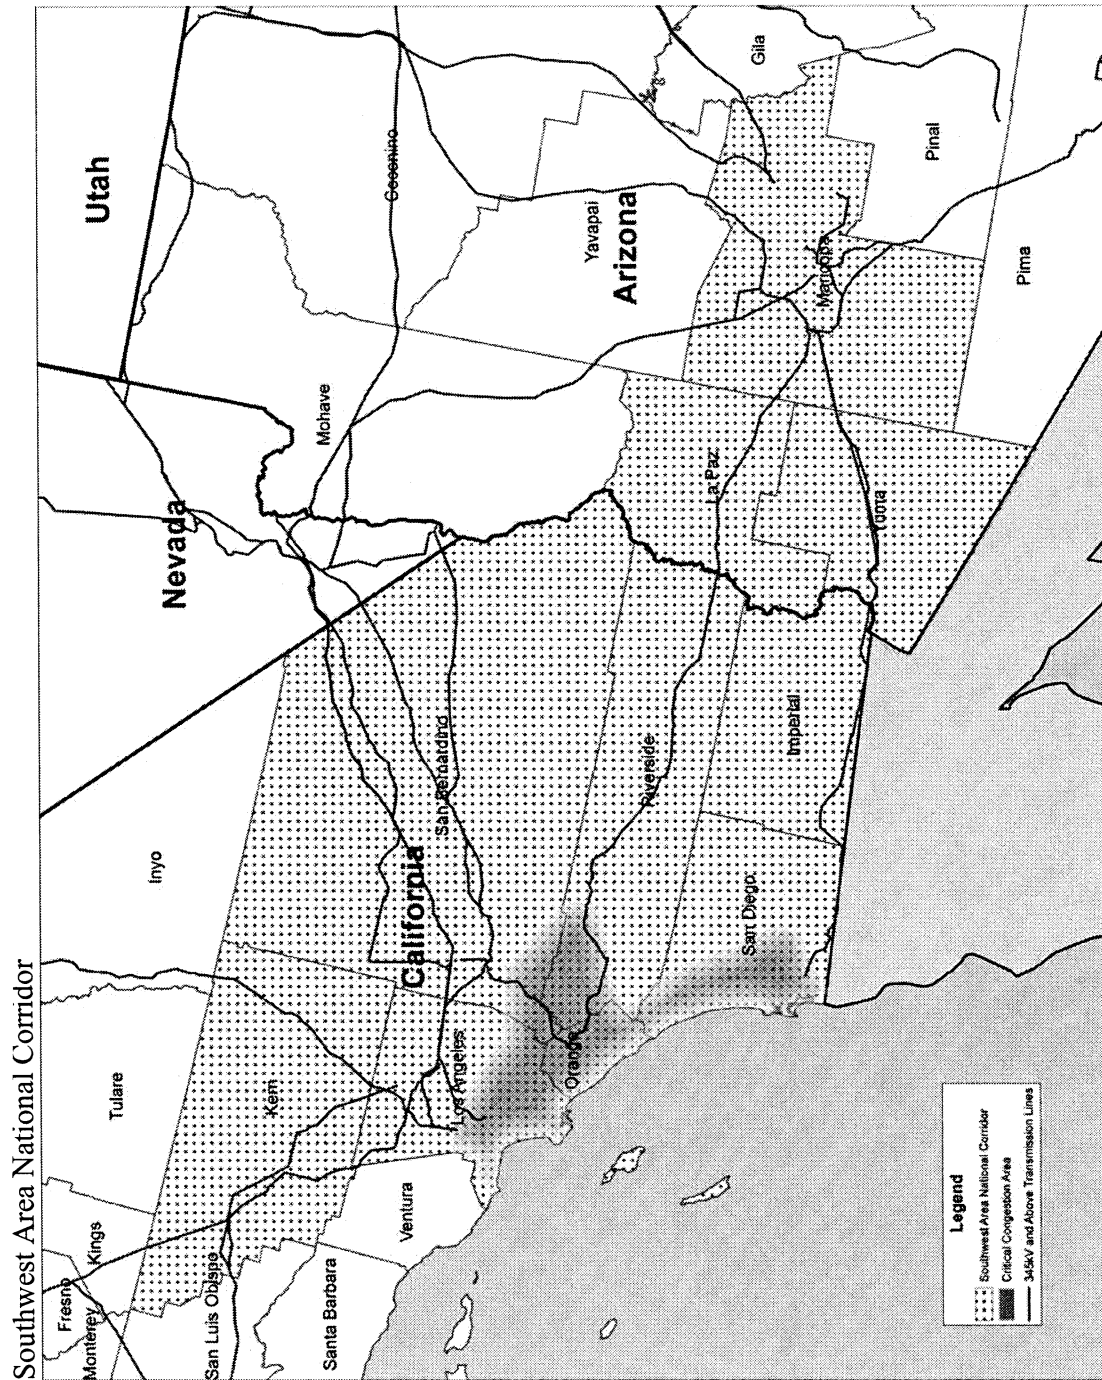 Southwest Area National Corridor
Fresno
Kings
Monterey
Tulare
Utah
Inyo
Nevada
San Luis Obispo
Kern
Santa Barbara
Mohave
Coconino
Ventura
California
San Bernardino
Los Angeles
Orange
Yavapai
Arizona
Riverside
La Paz
San Diego
Gila
Imperial
Maricopa
Yuma
Pinal
Pima
Legend
Southwest Area National Corridor
Critical Congestion Area
345kV and Above Transmission Lines